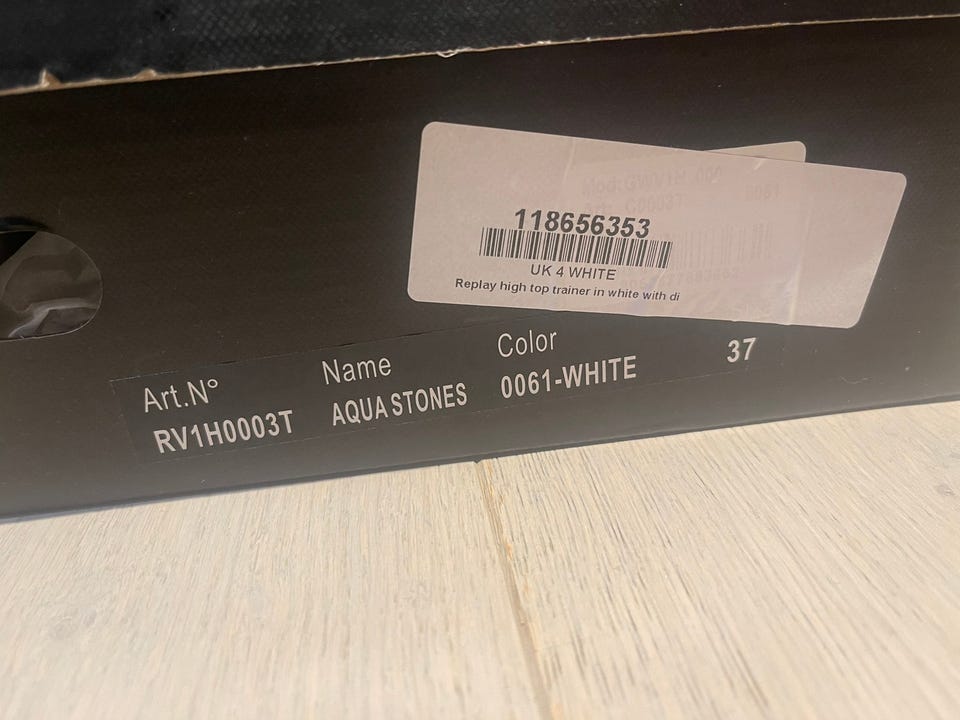 118656353
UK 4 WHITE
Replay high top trainer in white with di
Art.N° Name Color
RV1H0003T AQUA STONES 0061-WHITE 37